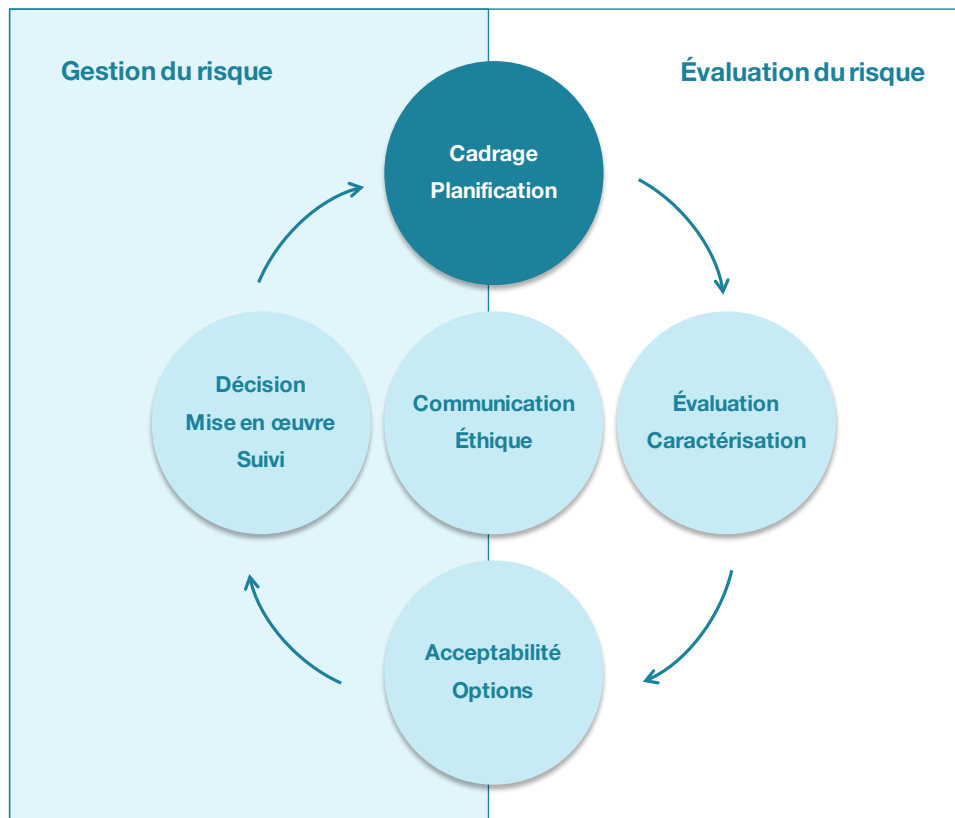 Gestion du risque
Évaluation du risque
Cadrage
Planification
Décision
Mise en œuvre
Suivi
Communication
Éthique
Évaluation
Caractérisation
Acceptabilité
Options